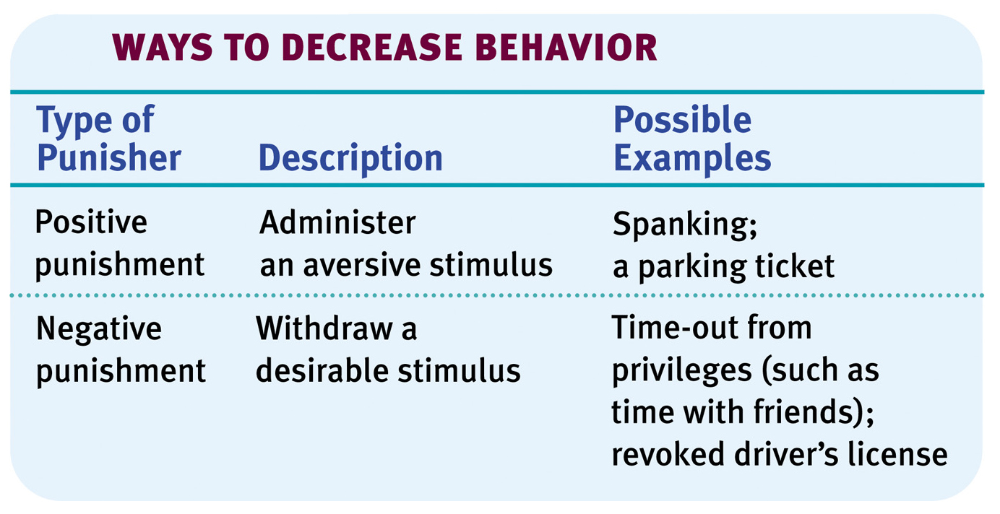 WAYS TO DECREASE BEHAVIOR
Type of
Punisher
Description
Possible
Examples
Positive
punishment
Administer
an aversive stimulus
Spanking;
a parking ticket
Negative
punishment
Withdraw a
desirable stimulus
Time-out from
privileges (such as
time with friends);
revoked driver’s license